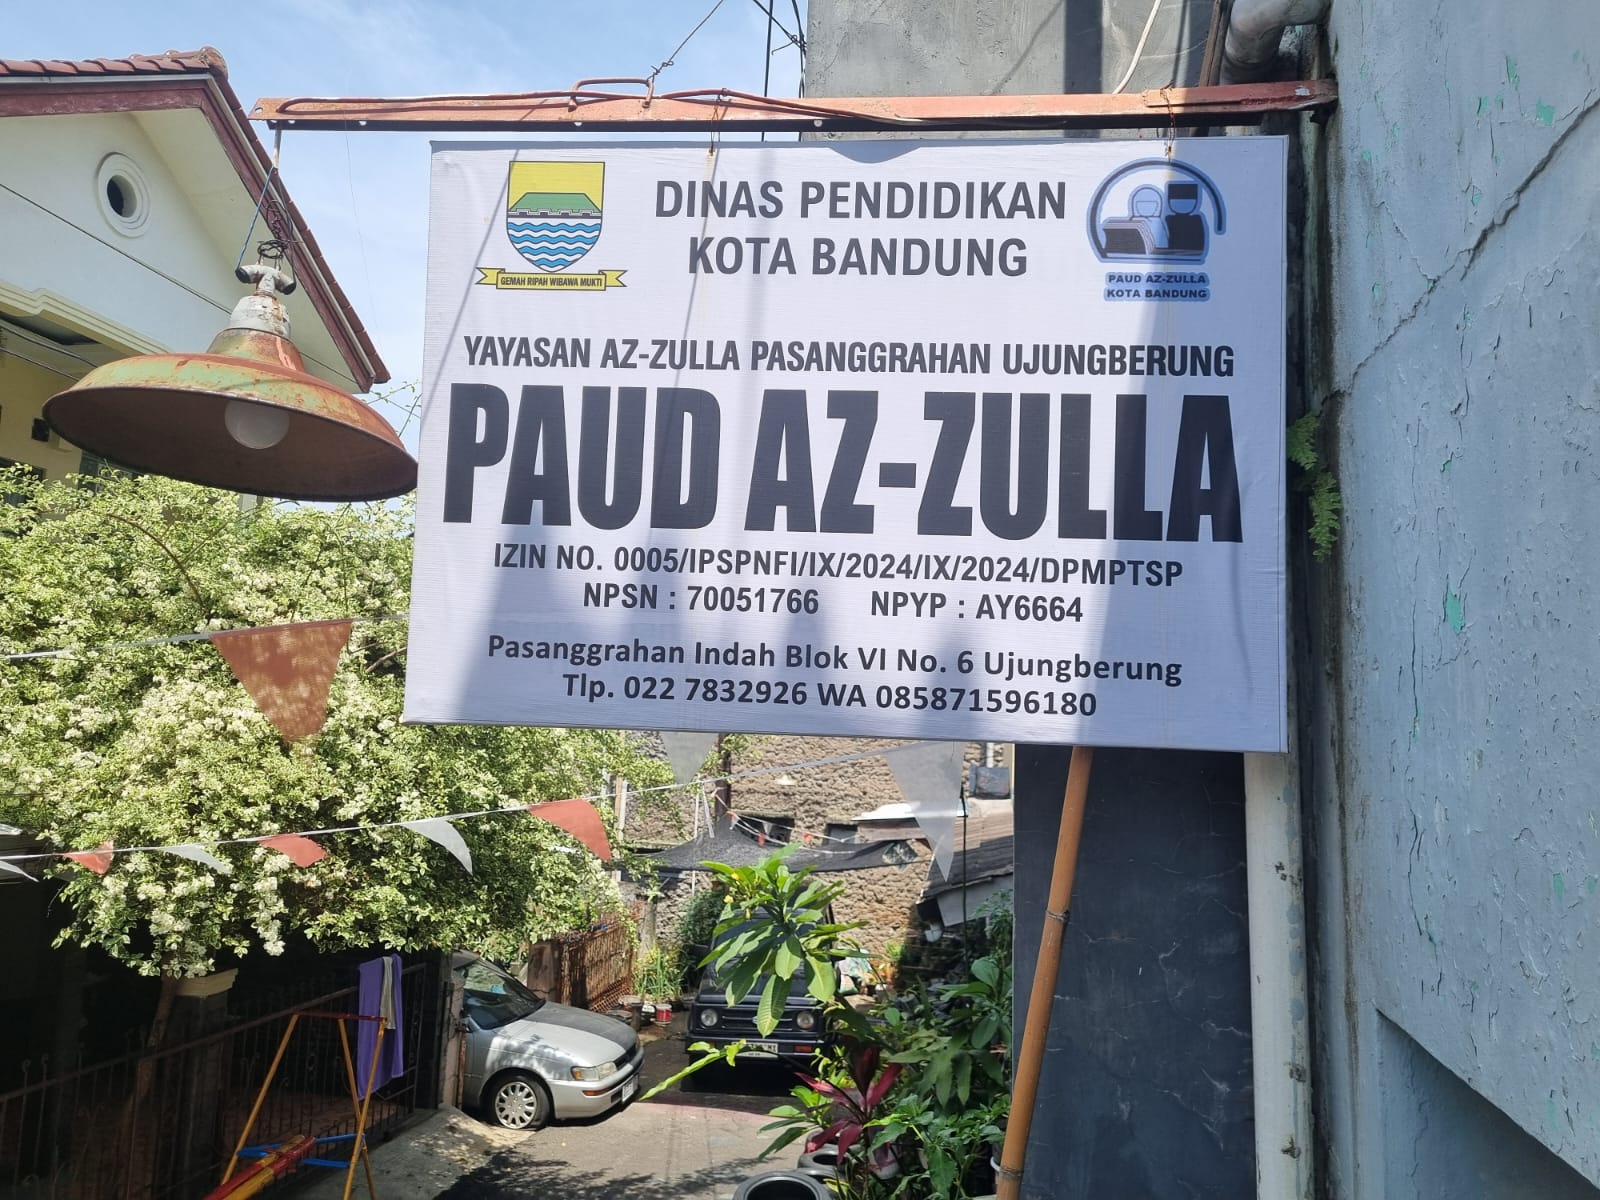 DINAS PENDIDIKAN
KOTA BANDUNG
GEMAH RIPAH WIBAWA MUKTI
PAUD AZ-ZULLA
KOTA BANDUNG
YAYASAN AZ-ZULLA PASANGGRAHAN UJUNGBERUNG
PAUD AZ-ZULLA
IZIN NO. 0005/IPSPNFI/IX/2024/IX/2024/DPMPTSP
NPSN : 70051766 NPYP : AY6664
Pasanggrahan Indah Blok VI No. 6 Ujungberung
Tlp. 022 7832926 WA 085871596180